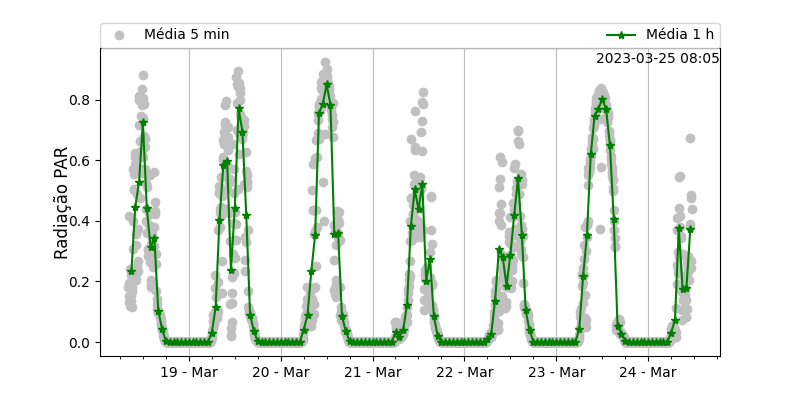 Média 5 min
Média 1 h
2023-03-25 08:05
Radiação PAR
0.8
0.6
0.4
0.2
0.0
19 - Mar
20 - Mar
21 - Mar
22 - Mar
23 - Mar
24 - Mar